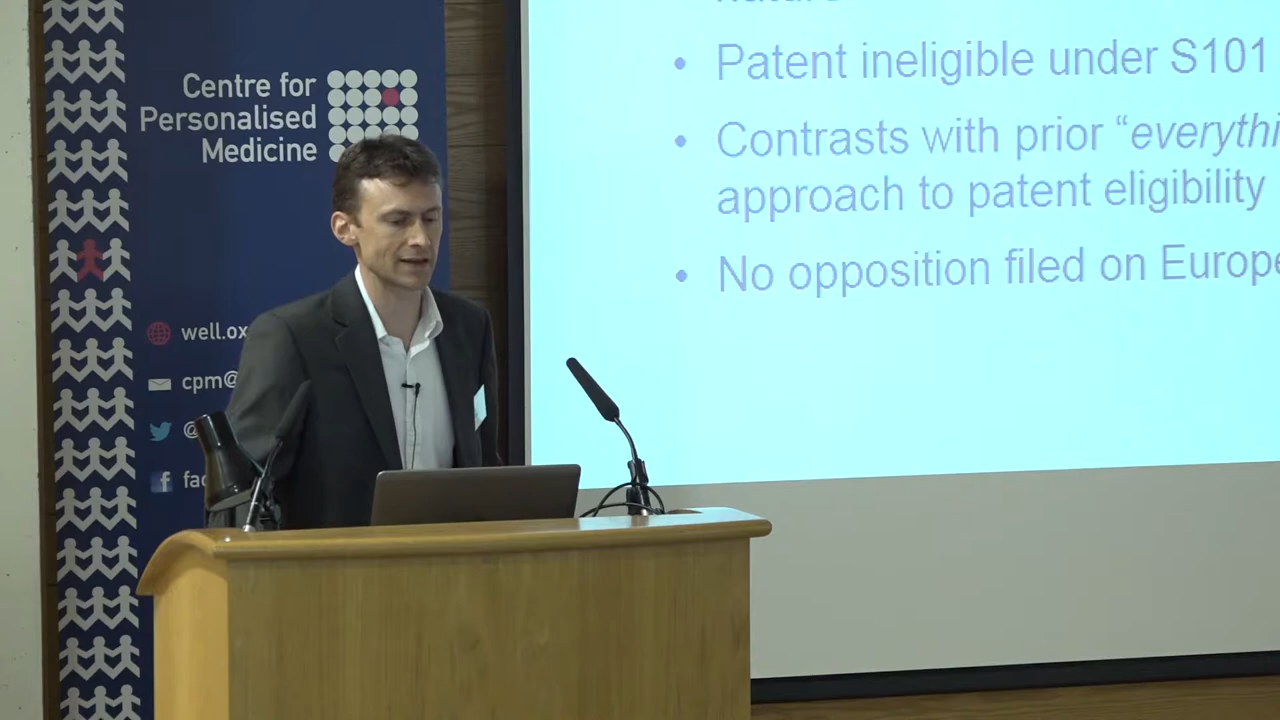 Centre for
Personalised
Medicine
well.ox
cpm@
@
fac
• Patent ineligible under S101
• Contrasts with prior “everythi
approach to patent eligibility
• No opposition filed on Europe